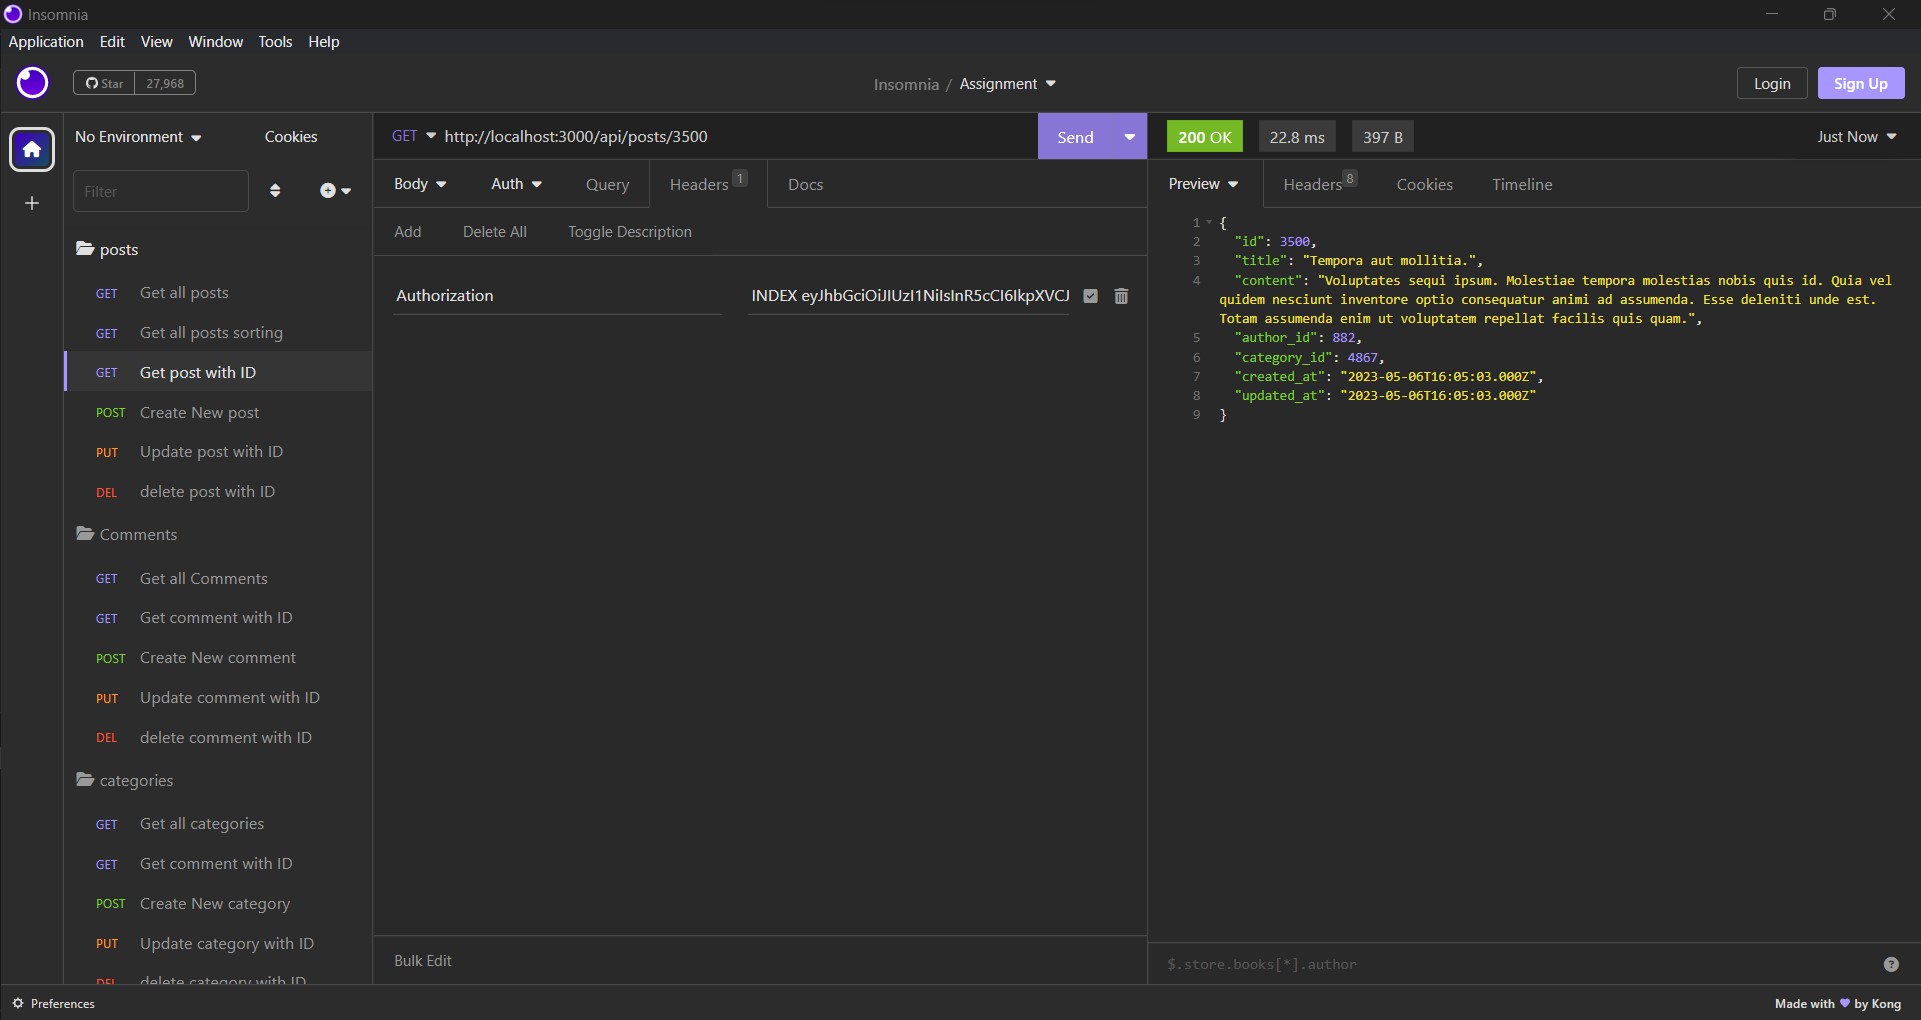 Insomnia
Application Edit View Window Tools Help
Star 27,968
Insomnia / Assignment
Login Sign Up
No Environment Cookies
Filter
posts
GET Get all posts
GET Get all posts sorting
GET Get post with ID
POST Create New post
PUT Update post with ID
DEL delete post with ID
Comments
GET Get all Comments
GET Get comment with ID
POST Create New comment
PUT Update comment with ID
DEL delete comment with ID
categories
GET Get all categories
GET Get comment with ID
POST Create New category
PUT Update category with ID
DEL delete category with ID
GET http://localhost:3000/api/posts/3500 Send
Body Auth Query Headers 1 Docs
Add Delete All Toggle Description
Authorization INDEX eyJhbGciOiJIUzI1NiIsInR5cCI6IkpXVCJ
Bulk Edit
200 OK 22.8 ms 397 B Just Now
Preview Headers 8 Cookies Timeline
1 {
2 "id": 3500,
3 "title": "Tempora aut mollitia.",
4 "content": "Voluptates sequi ipsum. Molestiae tempora molestias nobis quis id. Quia vel
quidem nesciunt inventore optio consequatur animi ad assumenda. Esse deleniti unde est.
Totam assumenda enim ut voluptatem repellat facilis quis quam.",
5 "author_id": 882,
6 "category_id": 4867,
7 "created_at": "2023-05-06T16:05:03.000Z",
8 "updated_at": "2023-05-06T16:05:03.000Z"
9 }
$.store.books[*].author
Preferences
Made with 💜 by Kong